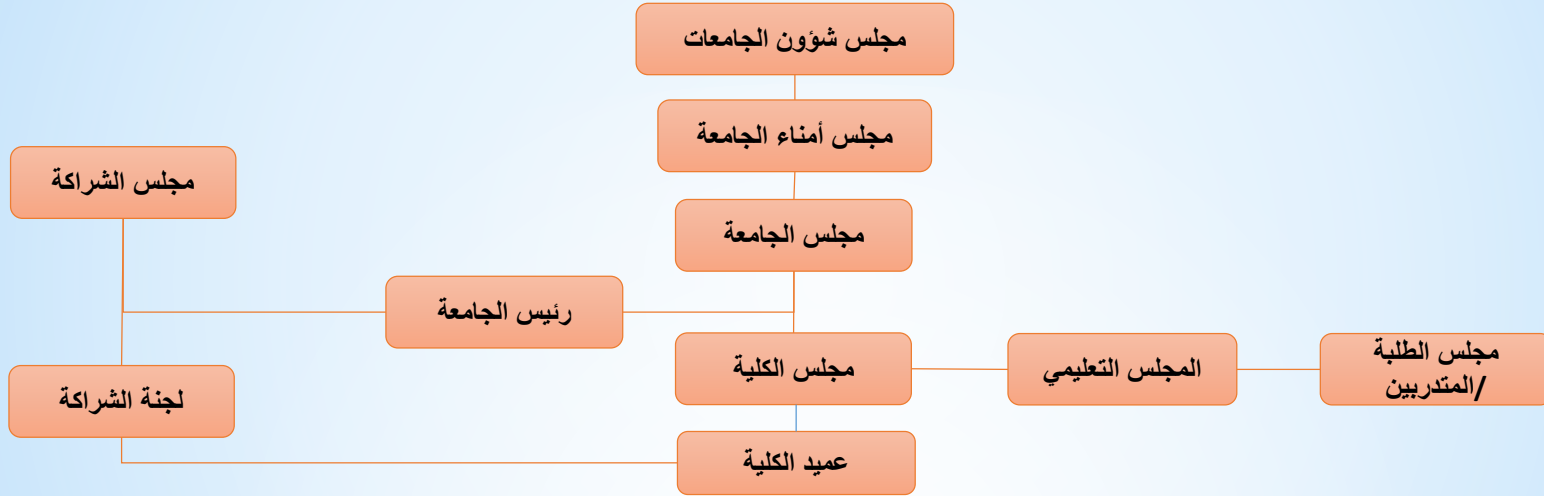 مجلس شؤون الجامعات
مجلس أمناء الجامعة
مجلس الشراكة
مجلس الجامعة
رئيس الجامعة
مجلس الطلبة
/المتدربين
المجلس التعليمي
مجلس الكلية
لجنة الشراكة
عميد الكلية